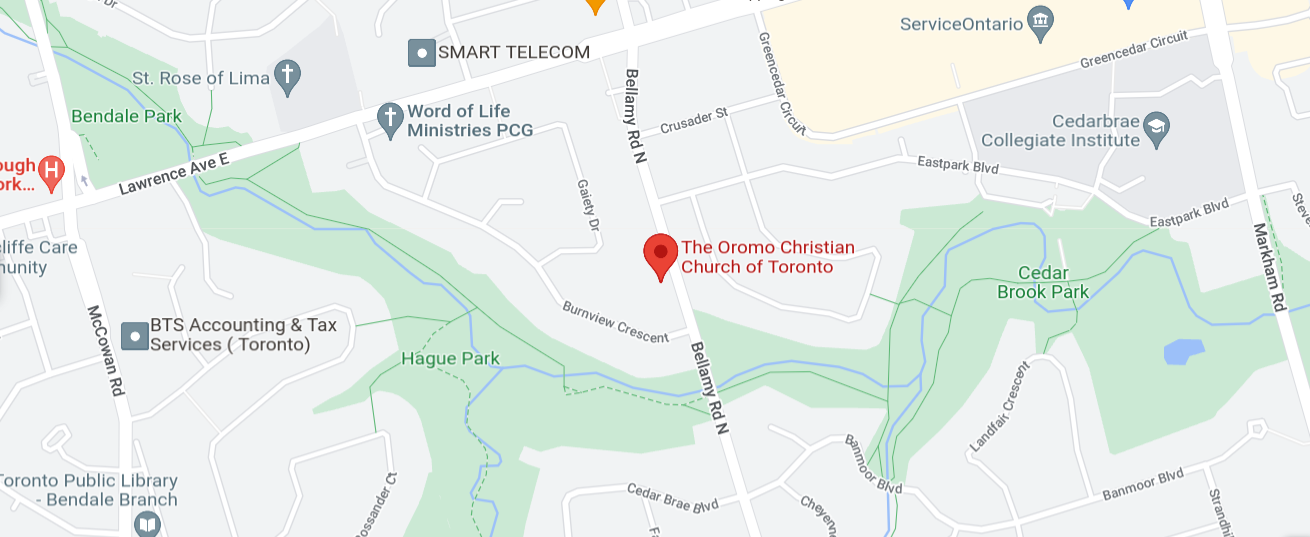 ServiceOntario
SMART TELECOM
Greencedar Circuit
Greencedar Circuit
St. Rose of Lima
Bellamy Rd N
Bendale Park
Word of Life
Ministries PCG
Crusader St
Cedarbrae
Collegiate Institute
Lawrence Ave E
Eastpark Blvd
H
Gaiety Dr
Eastpark Blvd
The Oromo Christian
Church of Toronto
Markham Rd
Cedar
Brook Park
McCowan Rd
BTS Accounting & Tax
Services ( Toronto)
Burnview Crescent
Hague Park
Bellamy Rd N
Landfair Crescent
Banmoor Blvd
Toronto Public Library
- Bendale Branch
Cedar Brae Blvd
Banmoor Blvd